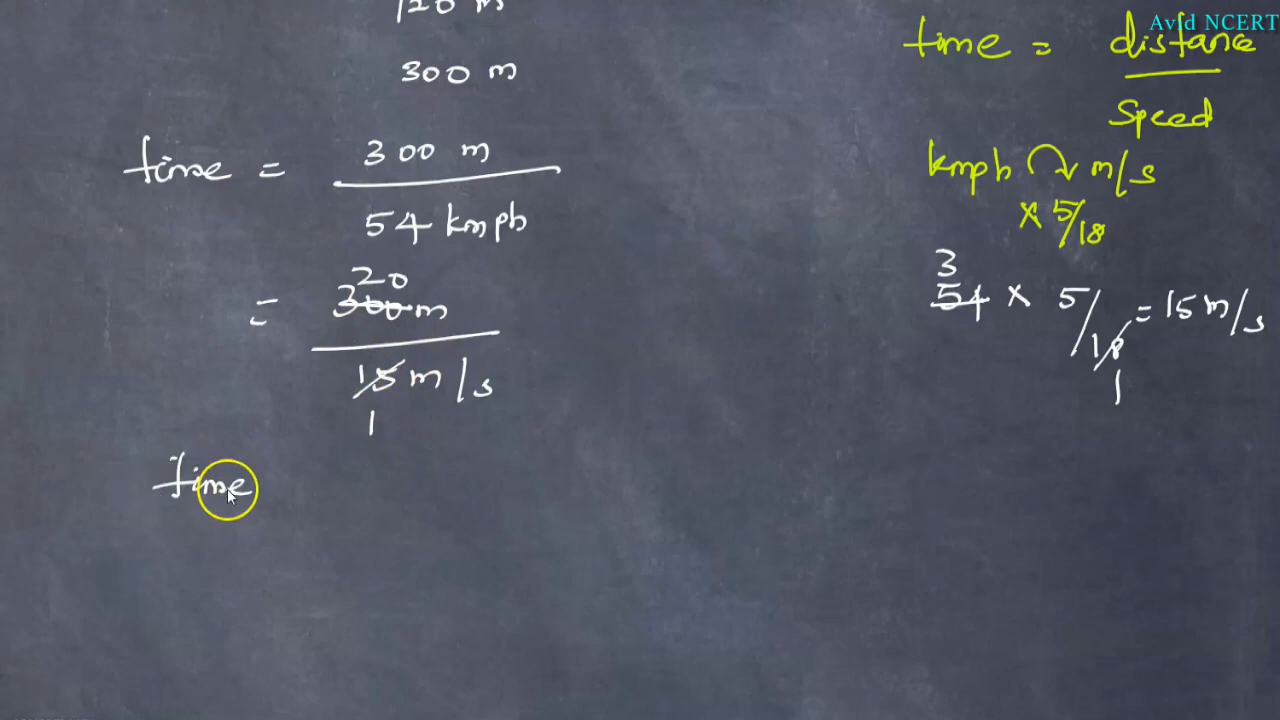 120 m
300 m
time = 300 m
54 kmph
= 20
300 m
15 m/s
1
time
Avid NCERT
time = distance
Speed
kmph m/s
× 5/18
3
54 × 5/18 = 15 m/s
1